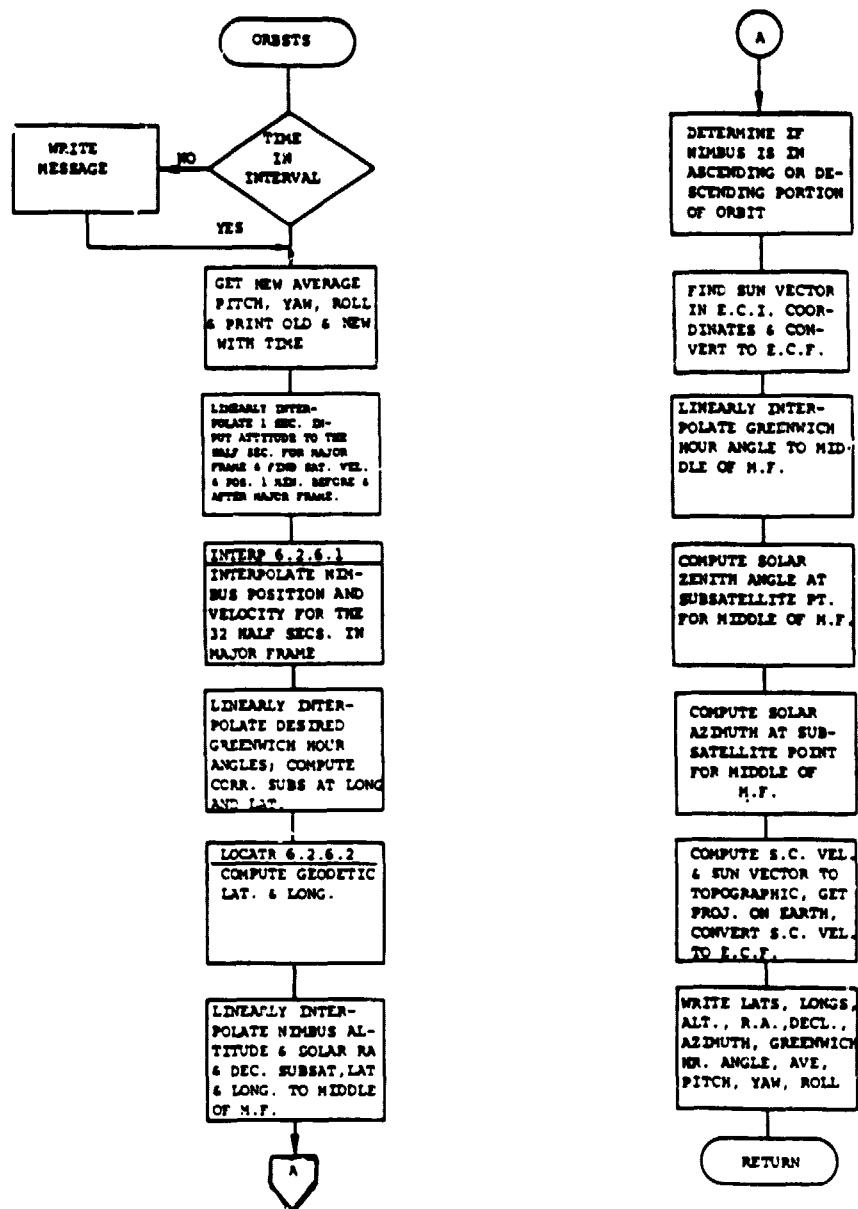 ORBSTS
TIME
IN
INTERVAL
NO
WRITE
MESSAGE
YES
GET NEW AVERAGE
PITCH, YAW, ROLL
& PRINT OLD & NEW
WITH TIME
LINEARLY INTER-
POLATE 1 SEC. IN-
PUT ATTITUDE TO THE
HALF SEC. FOR MAJOR
FRAME & FIND SAT. VEL.
& POS. 1 MIN. BEFORE &
AFTER MAJOR FRAME.
INTERP 6.2.6.1
INTERPOLATE NIM-
BUS POSITION AND
VELOCITY FOR THE
32 HALF SECS. IN
MAJOR FRAME
LINEARLY INTER-
POLATE DESIRED
GREENWICH HOUR
ANGLES; COMPUTE
CORR. SUBS AT LONG
AND LAT.
LOCATR 6.2.6.2
COMPUTE GEODETIC
LAT. & LONG.
LINEARLY INTER-
POLATE NIMBUS AL-
TITUDE & SOLAR RA
& DEC. SUBSAT, LAT
& LONG. TO MIDDLE
OF M.F.
A
A
DETERMINE IF
NIMBUS IS IN
ASCENDING OR DE-
SCENDING PORTION
OF ORBIT
FIND SUN VECTOR
IN E.C.I. COOR-
DINATES & CON-
VERT TO E.C.F.
LINEARLY INTER-
POLATE GREENWICH
HOUR ANGLE TO MID-
DLE OF M.F.
COMPUTE SOLAR
ZENITH ANGLE AT
SUBSATELLITE PT.
FOR MIDDLE OF M.F.
COMPUTE SOLAR
AZIMUTH AT SUB-
SATELLITE POINT
FOR MIDDLE OF
M.F.
COMPUTE S.C. VEL.
& SUN VECTOR TO
TOPOGRAPHIC, GET
PROJ. ON EARTH,
CONVERT S.C. VEL.
TO E.C.F.
WRITE LATS, LONGS,
ALT., R.A., DECL.,
AZIMUTH, GREENWICH
HR. ANGLE, AVE,
PITCH, YAW, ROLL
RETURN